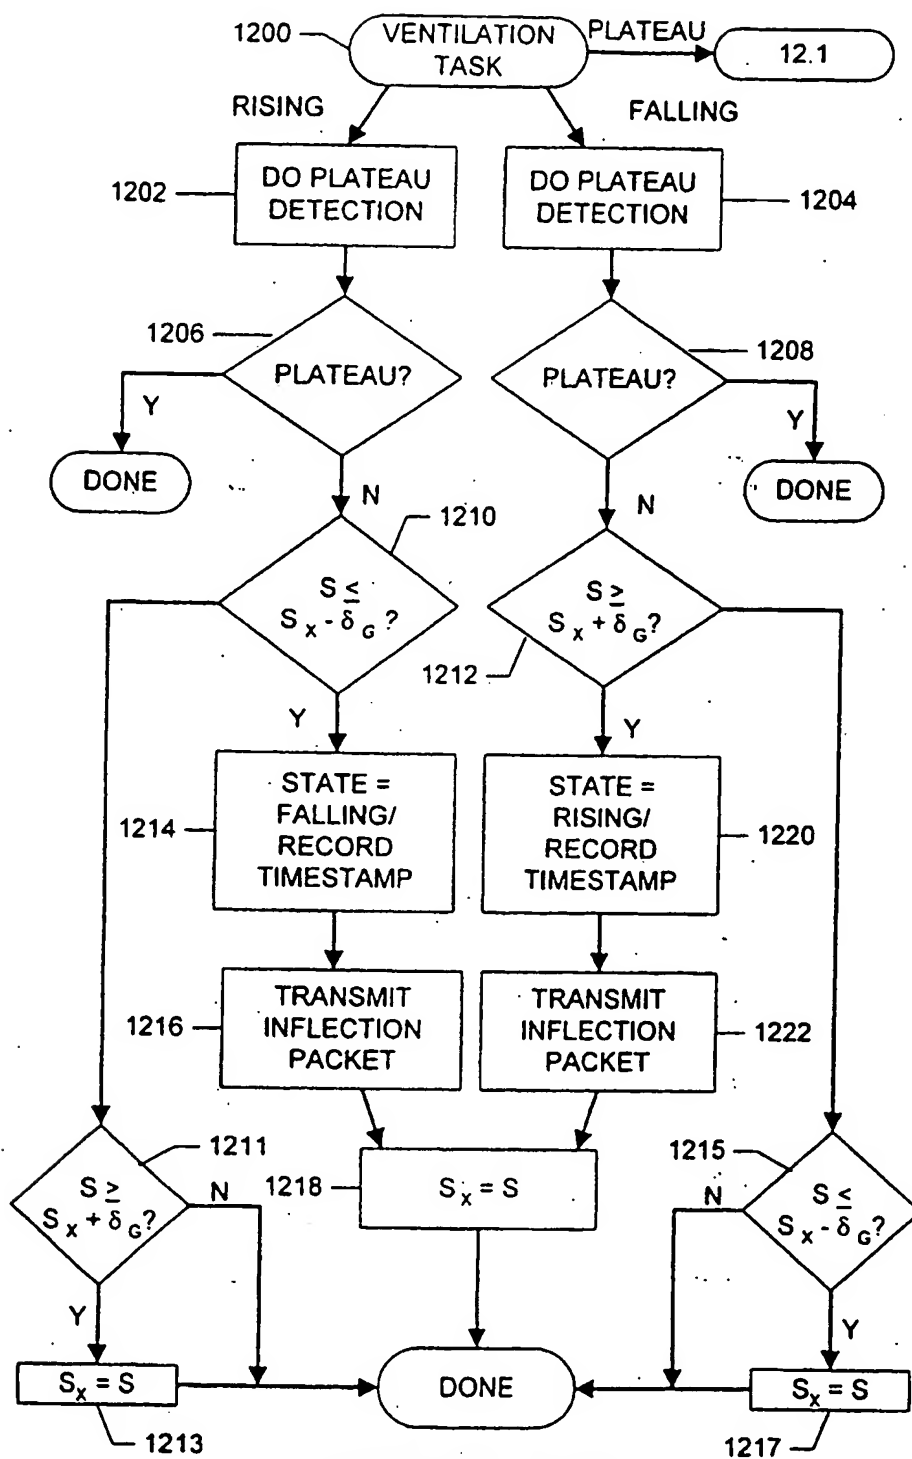 1200
VENTILATION
TASK
PLATEAU
12.1
RISING
FALLING
1202
DO PLATEAU
DETECTION
DO PLATEAU
DETECTION
1204
1206
PLATEAU?
1208
PLATEAU?
Y
Y
DONE
N
N
DONE
1210
S ≤
S X - δ G ?
S ≥
S X + δ G?
1212
Y
Y
1214
STATE =
FALLING/
RECORD
TIMESTAMP
STATE =
RISING/
RECORD
TIMESTAMP
1220
1216
TRANSMIT
INFLECTION
PACKET
TRANSMIT
INFLECTION
PACKET
1222
1211
S ≥
S X + δ G?
N
1218
S X = S
1215
N
S ≤
S X - δ G?
Y
Y
S X = S
DONE
S X = S
1213
1217